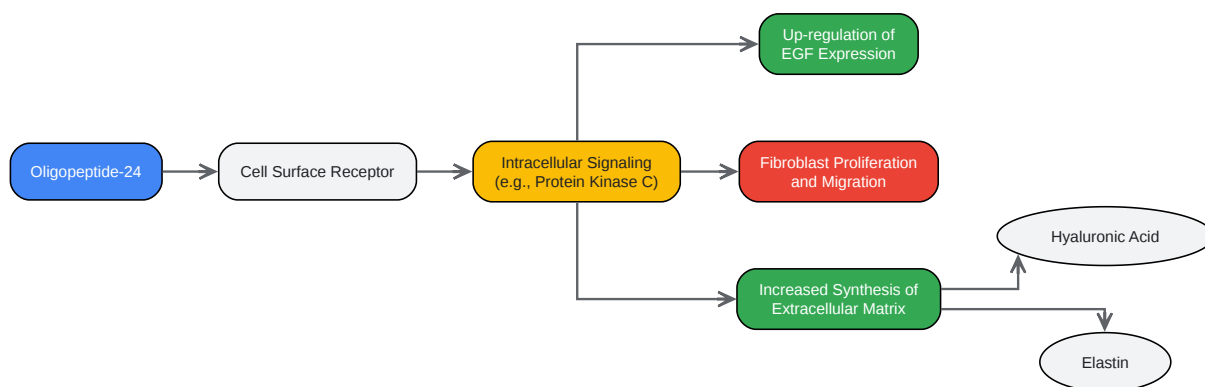 Up-regulation of
EGF Expression
Oligopeptide-24
Cell Surface Receptor
Intracellular Signaling
(e.g., Protein Kinase C)
Fibroblast Proliferation
and Migration
Hyaluronic Acid
Increased Synthesis of
Extracellular Matrix
Elastin